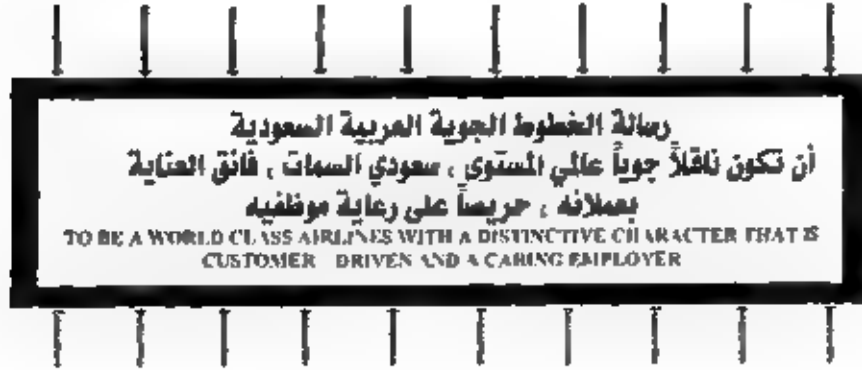 رسالة الخطوط الجوية العربية السعودية
أن تكون ناقلاً جوياً عالمي المستوى ، سعودي السمات ، فائق العناية
بعملائه ، حريصاً على رعاية موظفيه
TO BE A WORLD CLASS AIRLINES WITH A DISTINCTIVE CHARACTER THAT IS
CUSTOMER DRIVEN AND A CARING EMPLOYER